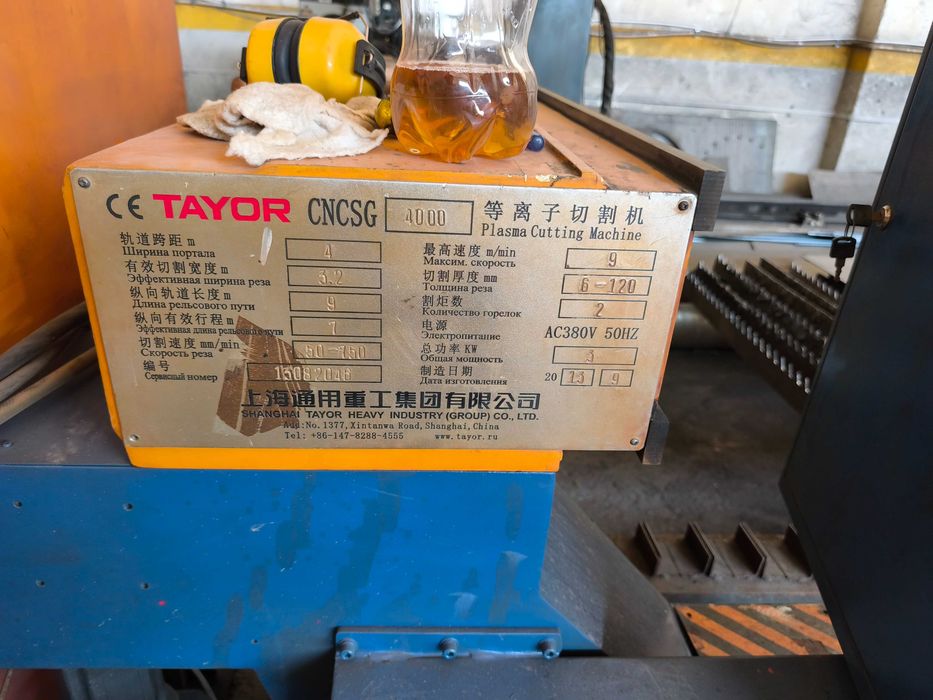 CE TAYOR CNCSG 4000 等离子切割机
Plasma Cutting Machine
轨道跨距 m
Ширина портала 4
有效切割宽度 m
Эффективная ширина реза 3.2
纵向轨道长度 m
Длина рельсового пути 9
纵向有效行程 m
Эффективная длина рельсового пути 7
切割速度 mm/min
Скорость реза 50-750
编号
Сервисный номер
最高速度 m/min
Максим. скорость 9
切割厚度 mm
Толщина реза 6-120
割炬数
Количество горелок 2
电源
Электропитание AC380V 50HZ
总功率 KW
Общая мощность
制造日期
Дата изготовления 20 13 9
上海通用重工集团有限公司
SHANGHAI TAYOR HEAVY INDUSTRY (GROUP) CO., LTD.
Add:No. 1377, Xintanwa Road, Shanghai, China
Tel: +86-147-8288-4555 www.tayor.ru